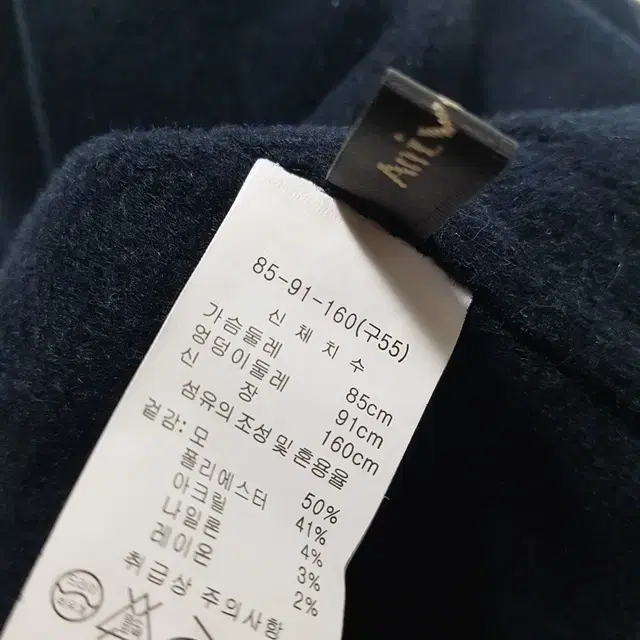 85-91-160(구55)
신 체 치 수
가슴둘레 85cm
엉덩이둘레 91cm
신 장 160cm
섬유의 조성 및 혼용율
겉감: 모 50%
폴리에스터 41%
아크릴 4%
나일론 3%
레이온 2%
취급상 주의사항